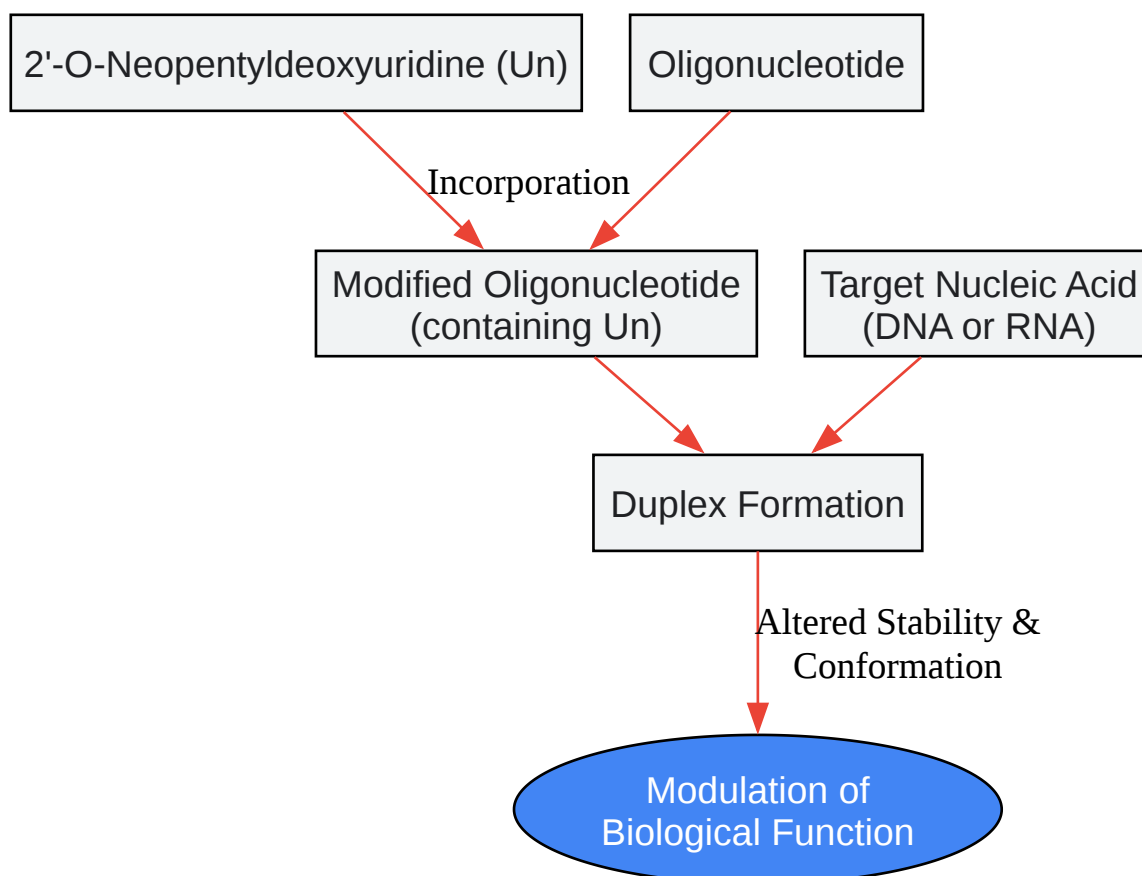 2'-O-Neopentyldeoxyuridine (Un)
Oligonucleotide
Incorporation
Modified Oligonucleotide
(containing Un)
Target Nucleic Acid
(DNA or RNA)
Duplex Formation
Altered Stability &
Conformation
Modulation of
Biological Function